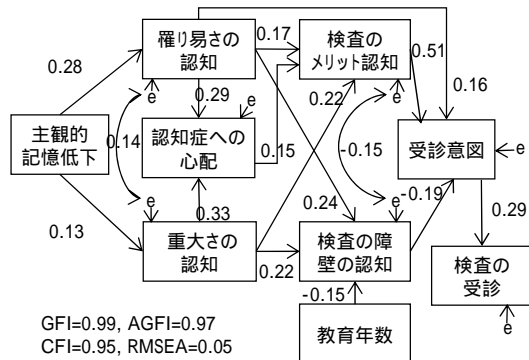 罹り易さの
認知
0.17
検査の
メリット認知
0.51
0.28
e
0.29
e
0.22
e
0.16
主観的
記憶低下
0.14
認知症への
心配
0.15
-0.15
受診意図
e
e
0.33
0.24
e
-0.19
0.29
0.13
重大さの
認知
0.22
検査の障
壁の認知
検査の
受診
e
-0.15
教育年数
GFI=0.99, AGFI=0.97
CFI=0.95, RMSEA=0.05